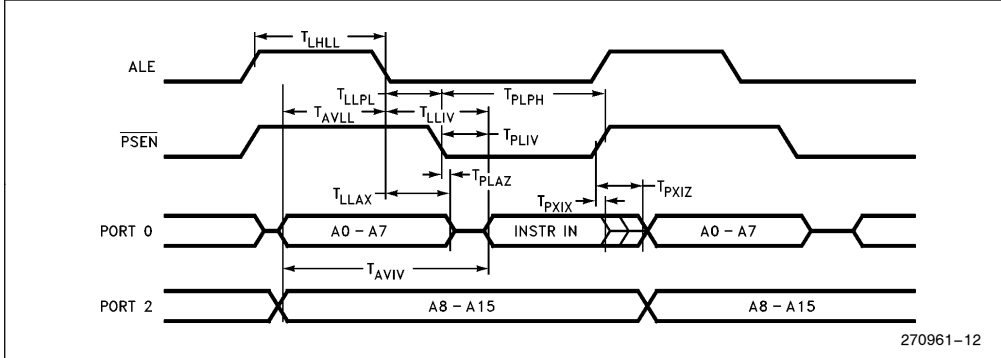 TLHLL
ALE
TLLPL TPLPH
TAVLL TLLIV
PSEN TPLIV
TPLAZ
TLLAX TPXIX TPXIZ
PORT 0 A0-A7 INSTR IN A0-A7
TAVIV
PORT 2 A8-A15 A8-A15
270961-12